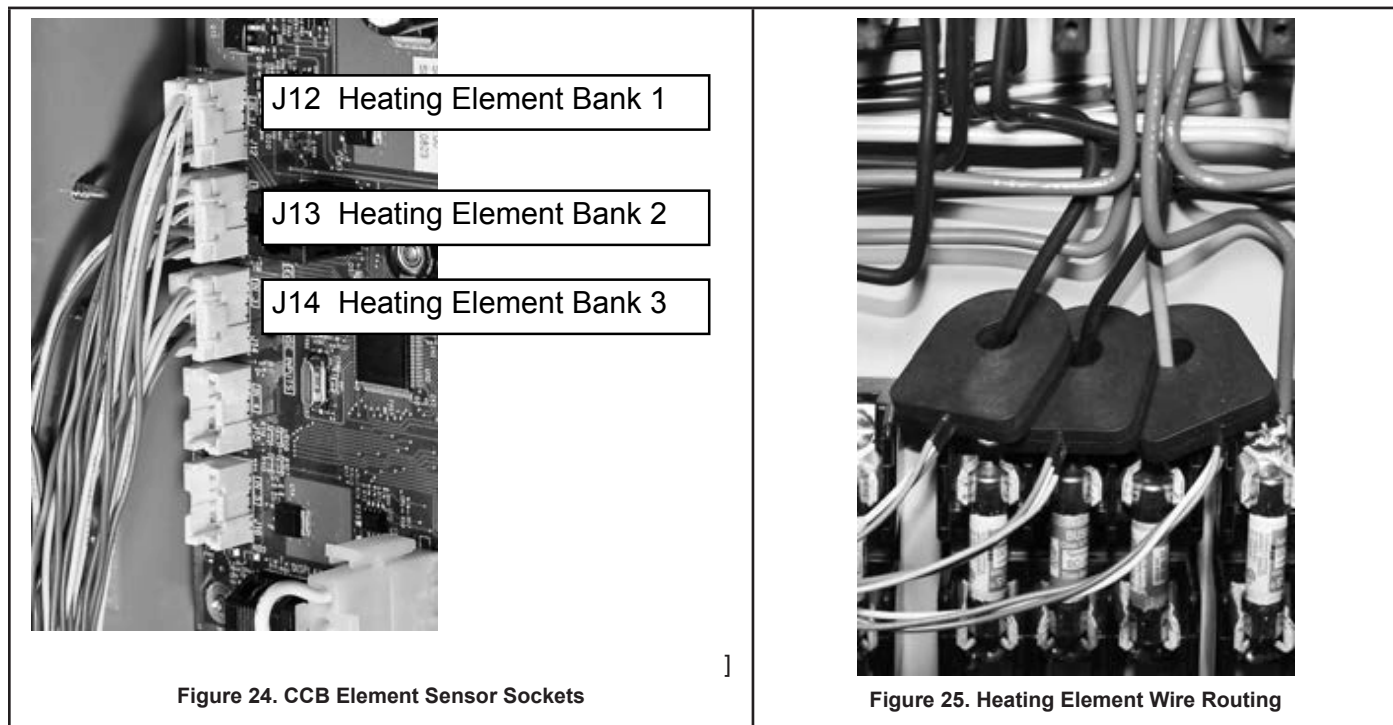 J12 Heating Element Bank 1
J13 Heating Element Bank 2
J14 Heating Element Bank 3
]
Figure 24. CCB Element Sensor Sockets
Figure 25. Heating Element Wire Routing